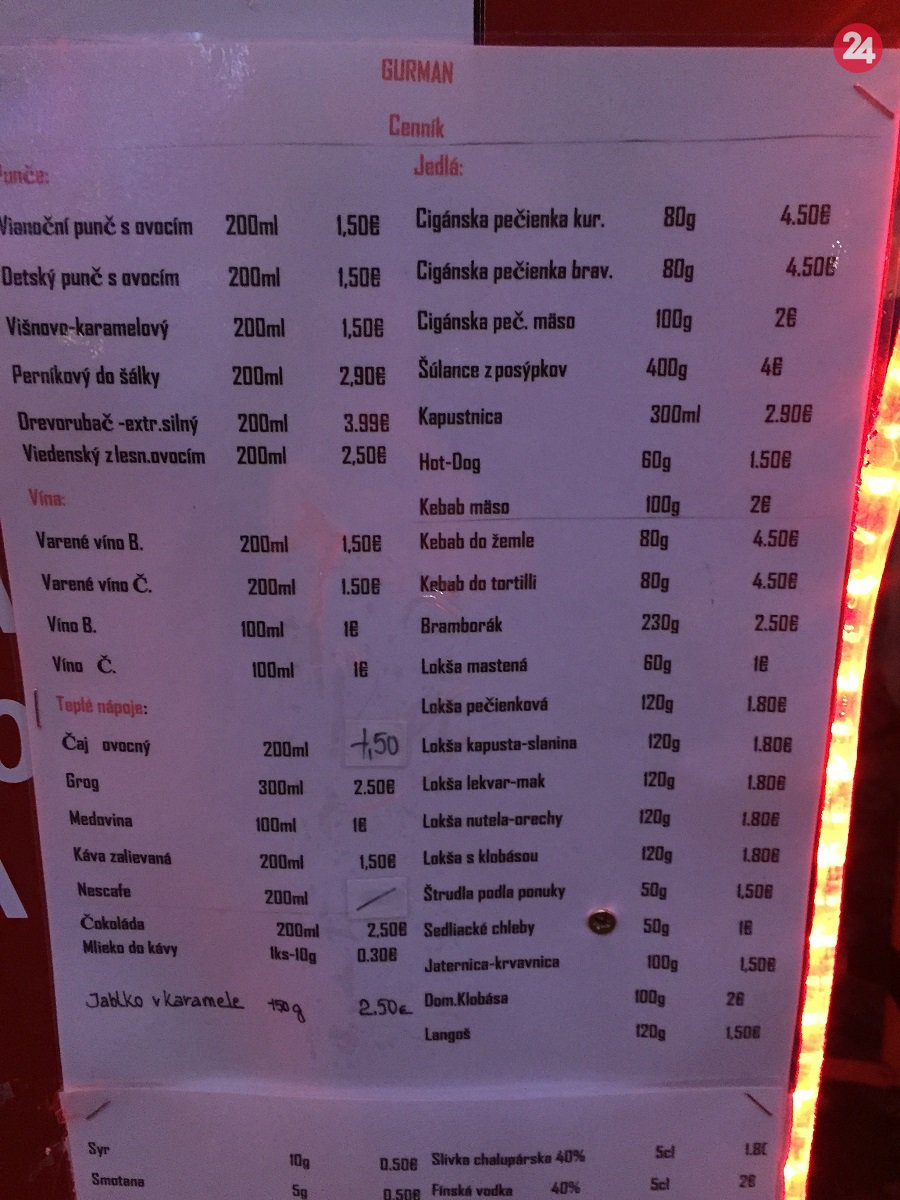 24
GURMAN
Cenník
Punče:
Vianoční punč s ovocím 200ml 1,50€
Detský punč s ovocím 200ml 1,50€
Višnovo-karamelový 200ml 1,50€
Perníkový do šálky 200ml 2,90€
Drevorubač -extr.silný 200ml 3.99€
Viedenský z lesn.ovocím 200ml 2,50€
Vína:
Varené víno B. 200ml 1,50€
Varené víno Č. 200ml 1.50€
Víno B. 100ml 1€
Víno Č. 100ml 1€
Teplé nápoje:
Čaj ovocný 200ml 1,50
Grog 300ml 2.50€
Medovina 100ml 1€
Káva zalievaná 200ml 1,50€
Nescafe 200ml
Čokoláda 200ml 2,50€
Mlieko do kávy 1ks-10g 0.30€
Jablko v karamele 150g 2.50€
Jedlá:
Cigánska pečienka kur. 80g 4.50€
Cigánska pečienka brav. 80g 4.50€
Cigánska peč. mäso 100g 2€
Šúlance z posýpkov 400g 4€
Kapustnica 300ml 2.90€
Hot-Dog 60g 1.50€
Kebab mäso 100g 2€
Kebab do žemle 80g 4.50€
Kebab do tortilli 80g 4.50€
Bramborák 230g 2.50€
Lokša mastená 60g 1€
Lokša pečienková 120g 1.80€
Lokša kapusta-slanina 120g 1.80€
Lokša lekvar-mak 120g 1.80€
Lokša nutela-orechy 120g 1.80€
Lokša s klobásou 120g 1.80€
Štrudla podla ponuky 50g 1,50€
Sedliacké chleby 50g 1€
Jaternica-krvavnica 100g 1,50€
Dom.Klobása 100g 2€
Langoš 120g 1,50€
Syr 10g 0.50€
Smotana 5g 0.50€
Slivka chalupárska 40% 5cl 1.8€
Fínská vodka 40% 5cl 2€